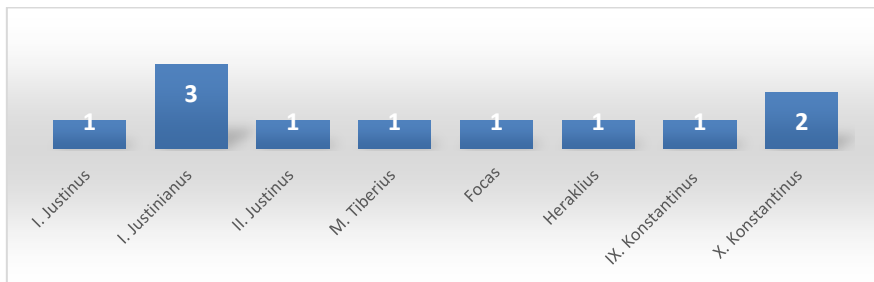 1
3
1
1
1
1
1
2
I. Justinus
I. Justinianus
II. Justinus
M. Tiberius
Focas
Heraklius
IX. Konstantinus
X. Konstantinus